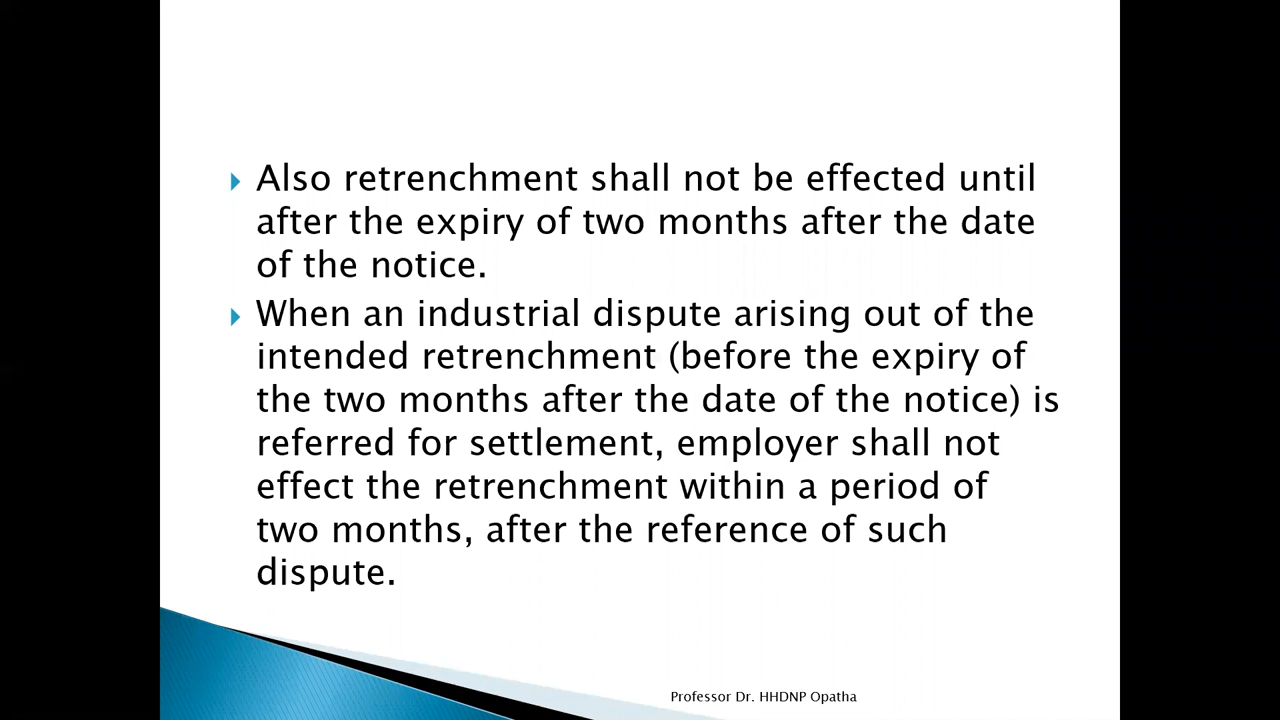 Also retrenchment shall not be effected until
after the expiry of two months after the date
of the notice.
When an industrial dispute arising out of the
intended retrenchment (before the expiry of
the two months after the date of the notice) is
referred for settlement, employer shall not
effect the retrenchment within a period of
two months, after the reference of such
dispute.
Professor Dr. HHDNP Opatha